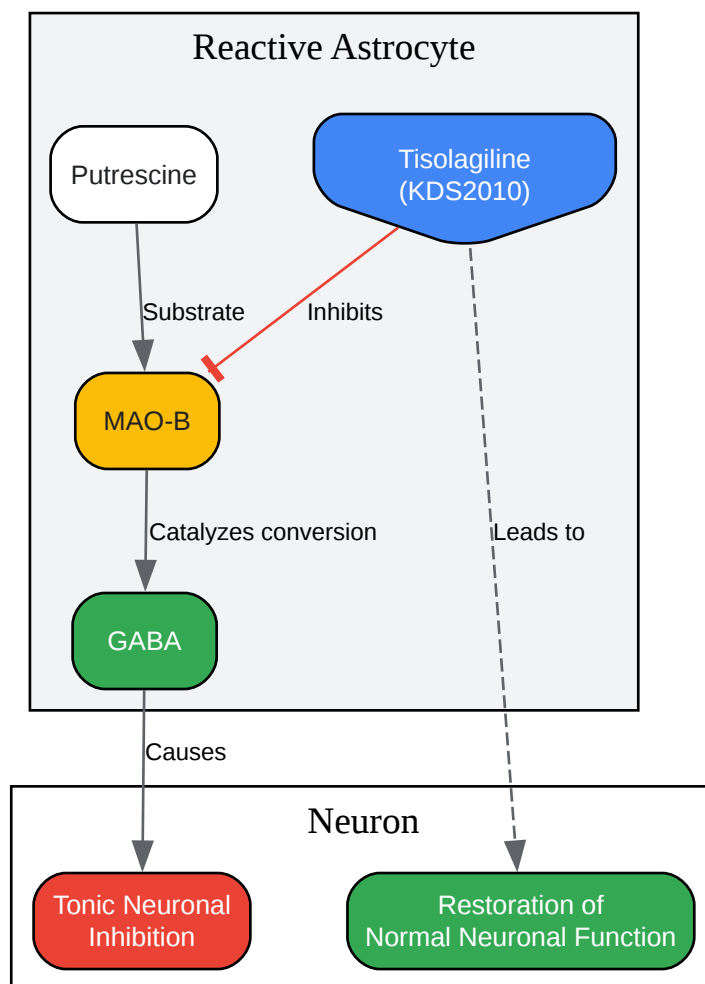 Reactive Astrocyte
Putrescine
Tisolagiline
(KDS2010)
Substrate
Inhibits
MAO-B
Catalyzes conversion
Leads to
GABA
Causes
Neuron
Tonic Neuronal
Inhibition
Restoration of
Normal Neuronal Function